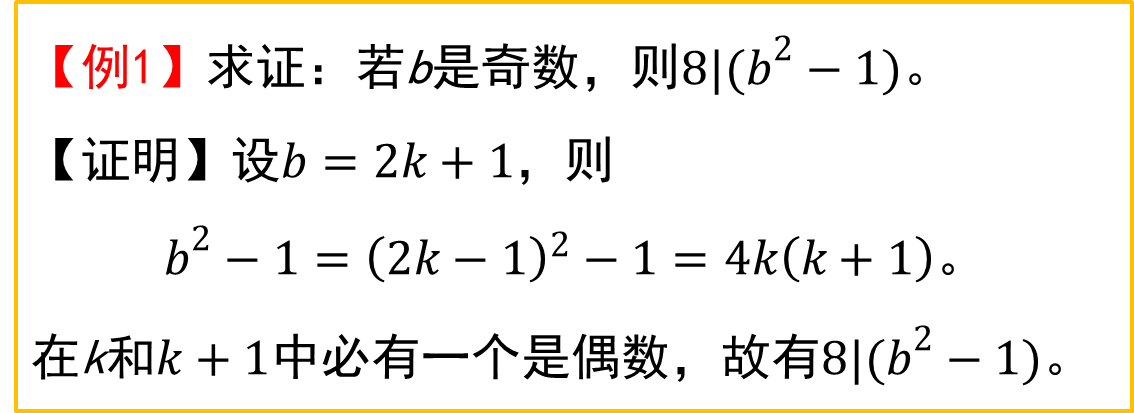 【例1】求证：若b是奇数，则8|(b² − 1)。
【证明】设b = 2k + 1，则
b² − 1 = (2k − 1)² − 1 = 4k(k + 1)。
在k和k + 1中必有一个是偶数，故有8|(b² − 1)。